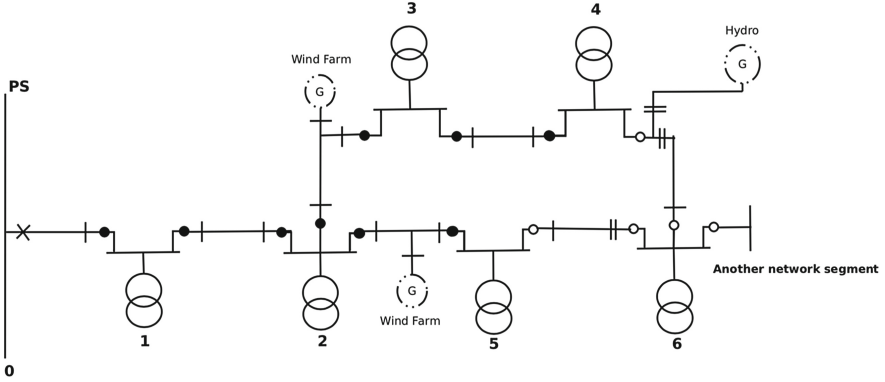 3
4
Hydro
G
Wind Farm
G
PS
G
Wind Farm
Another network segment
1
2
5
6
0